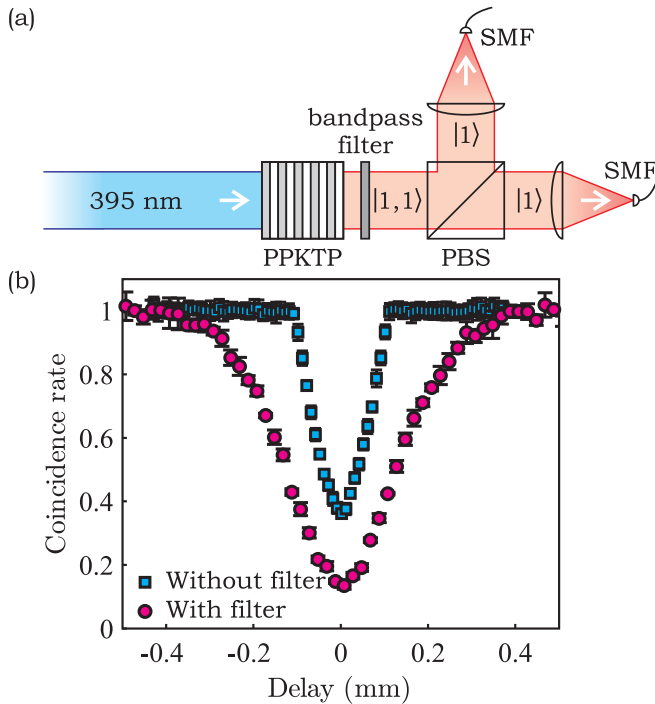 (a)
SMF
bandpass
filter
|1⟩
SMF
395 nm
|1,1⟩
|1⟩
PPKTP
PBS
(b)
1
0.8
0.6
0.4
0.2
0
Coincidence rate
Without filter
With filter
-0.4
-0.2
0
0.2
0.4
Delay (mm)